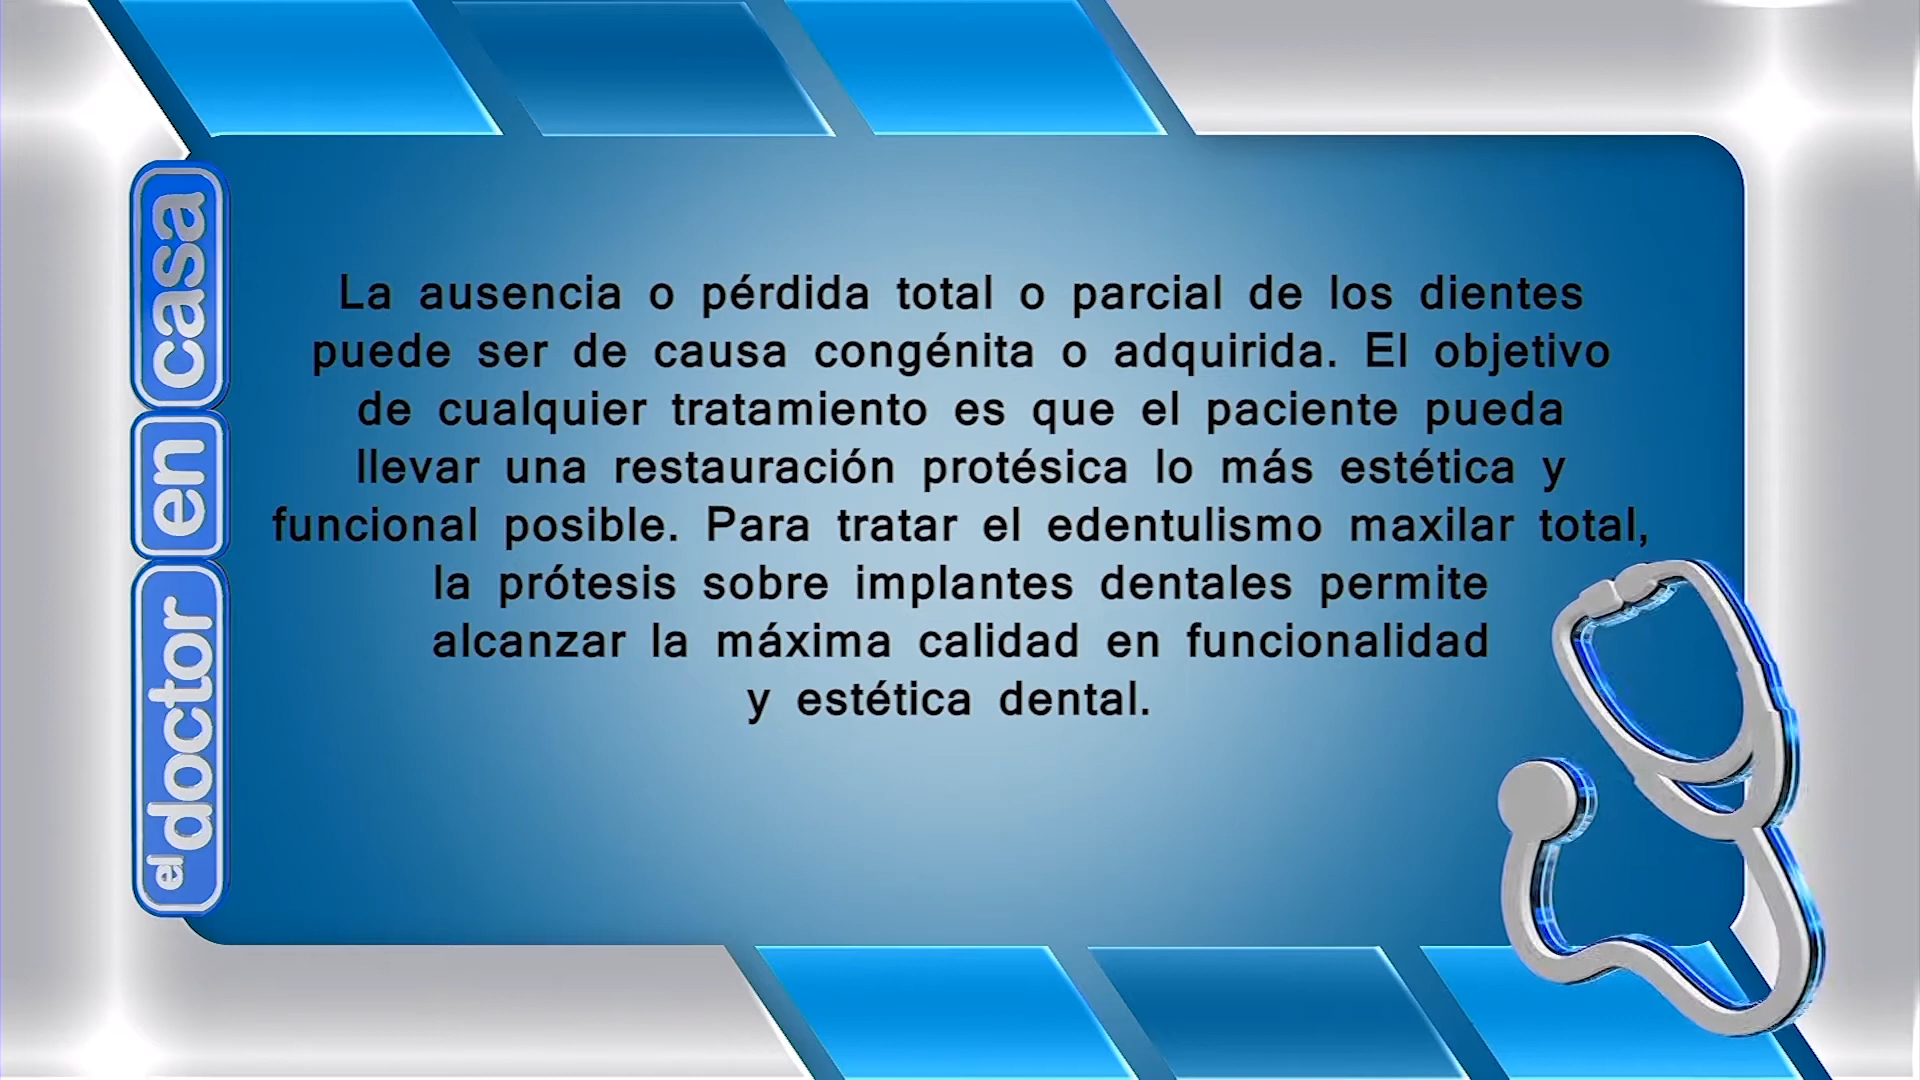 La ausencia o pérdida total o parcial de los dientes
puede ser de causa congénita o adquirida. El objetivo
de cualquier tratamiento es que el paciente pueda
llevar una restauración protésica lo más estética y
funcional posible. Para tratar el edentulismo maxilar total,
la prótesis sobre implantes dentales permite
alcanzar la máxima calidad en funcionalidad
y estética dental.
el doctor en casa